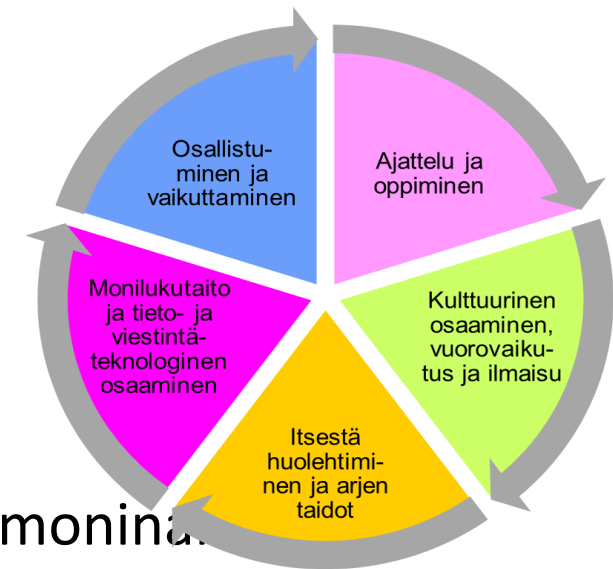 Osallistu-
minen ja
vaikuttaminen
Ajattelu ja
oppiminen
Kulttuurinen
osaaminen,
vuorovaiku-
tus ja ilmaisu
Itsestä
huolehtimi-
nen ja arjen
taidot
Monilukutaito
ja tieto- ja
viestintä-
teknologinen
osaaminen